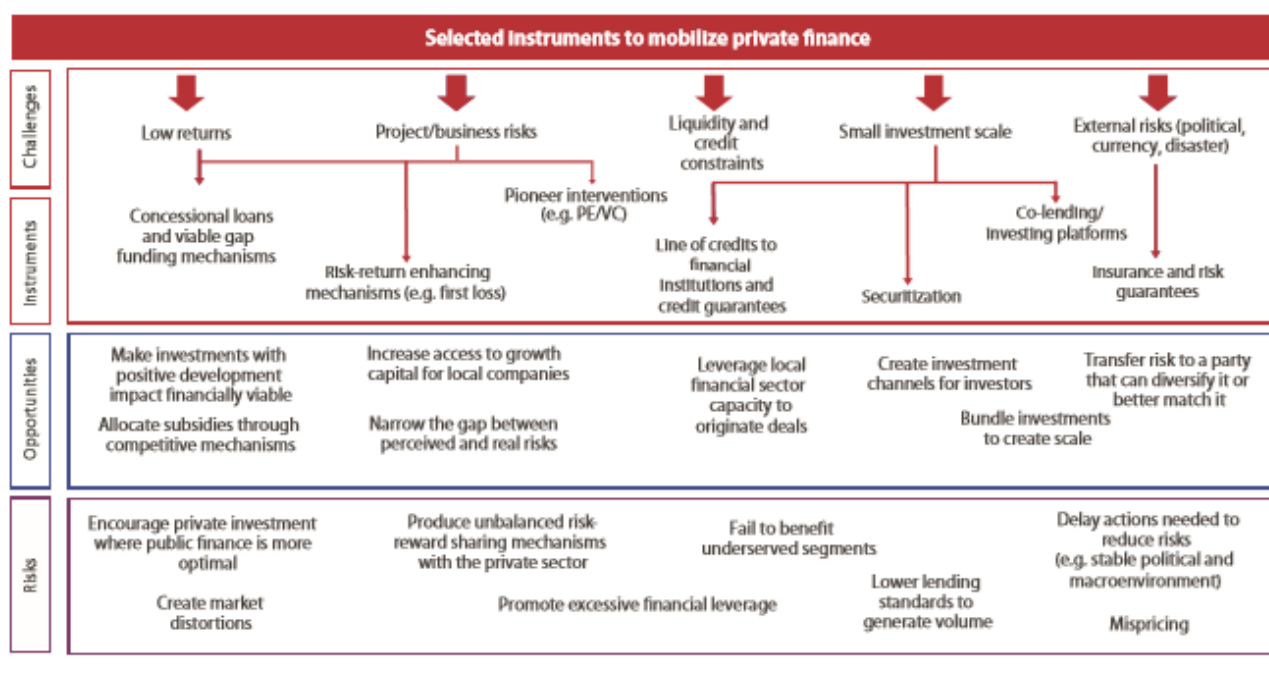 Selected instruments to mobilize private finance
Challenges
Low returns
Project/business risks
Liquidity and
credit
constraints
Small investment scale
External risks (political,
currency, disaster)
Instruments
Concessional loans
and viable gap
funding mechanisms
Risk-return enhancing
mechanisms (e.g. first loss)
Pioneer interventions
(e.g. PE/VC)
Line of credits to
financial
institutions and
credit guarantees
Securitization
Co-lending/
investing platforms
Insurance and risk
guarantees
Opportunities
Make investments with
positive development
impact financially viable
Allocate subsidies through
competitive mechanisms
Increase access to growth
capital for local companies
Narrow the gap between
perceived and real risks
Leverage local
financial sector
capacity to
originate deals
Create investment
channels for investors
Bundle investments
to create scale
Transfer risk to a party
that can diversify it or
better match it
Risks
Encourage private investment
where public finance is more
optimal
Create market
distortions
Produce unbalanced risk-
reward sharing mechanisms
with the private sector
Promote excessive financial leverage
Fail to benefit
underserved segments
Lower lending
standards to
generate volume
Delay actions needed to
reduce risks
(e.g. stable political and
macroenvironment)
Mispricing